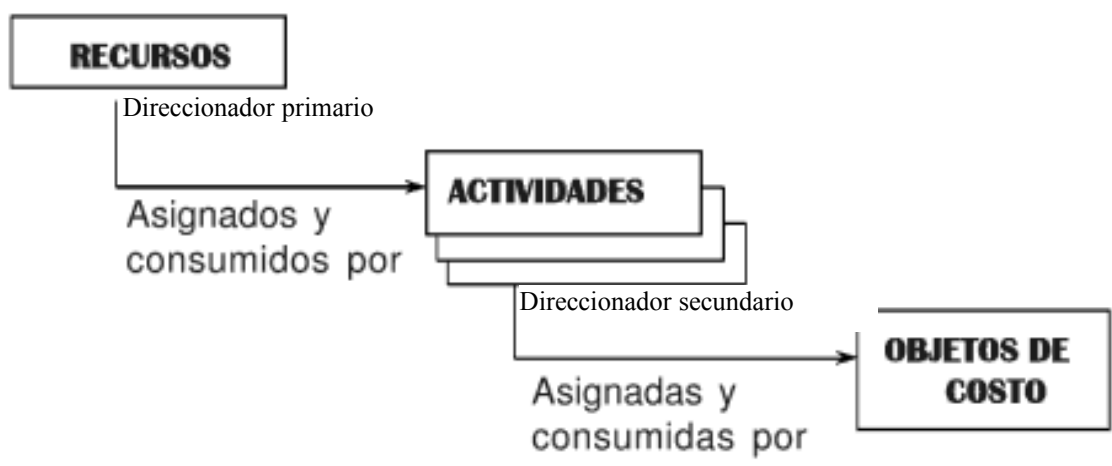 RECURSOS
Direccionador primario
ACTIVIDADES
Asignados y
consumidos por
Direccionador secundario
OBJETOS DE
COSTO
Asignadas y
consumidas por